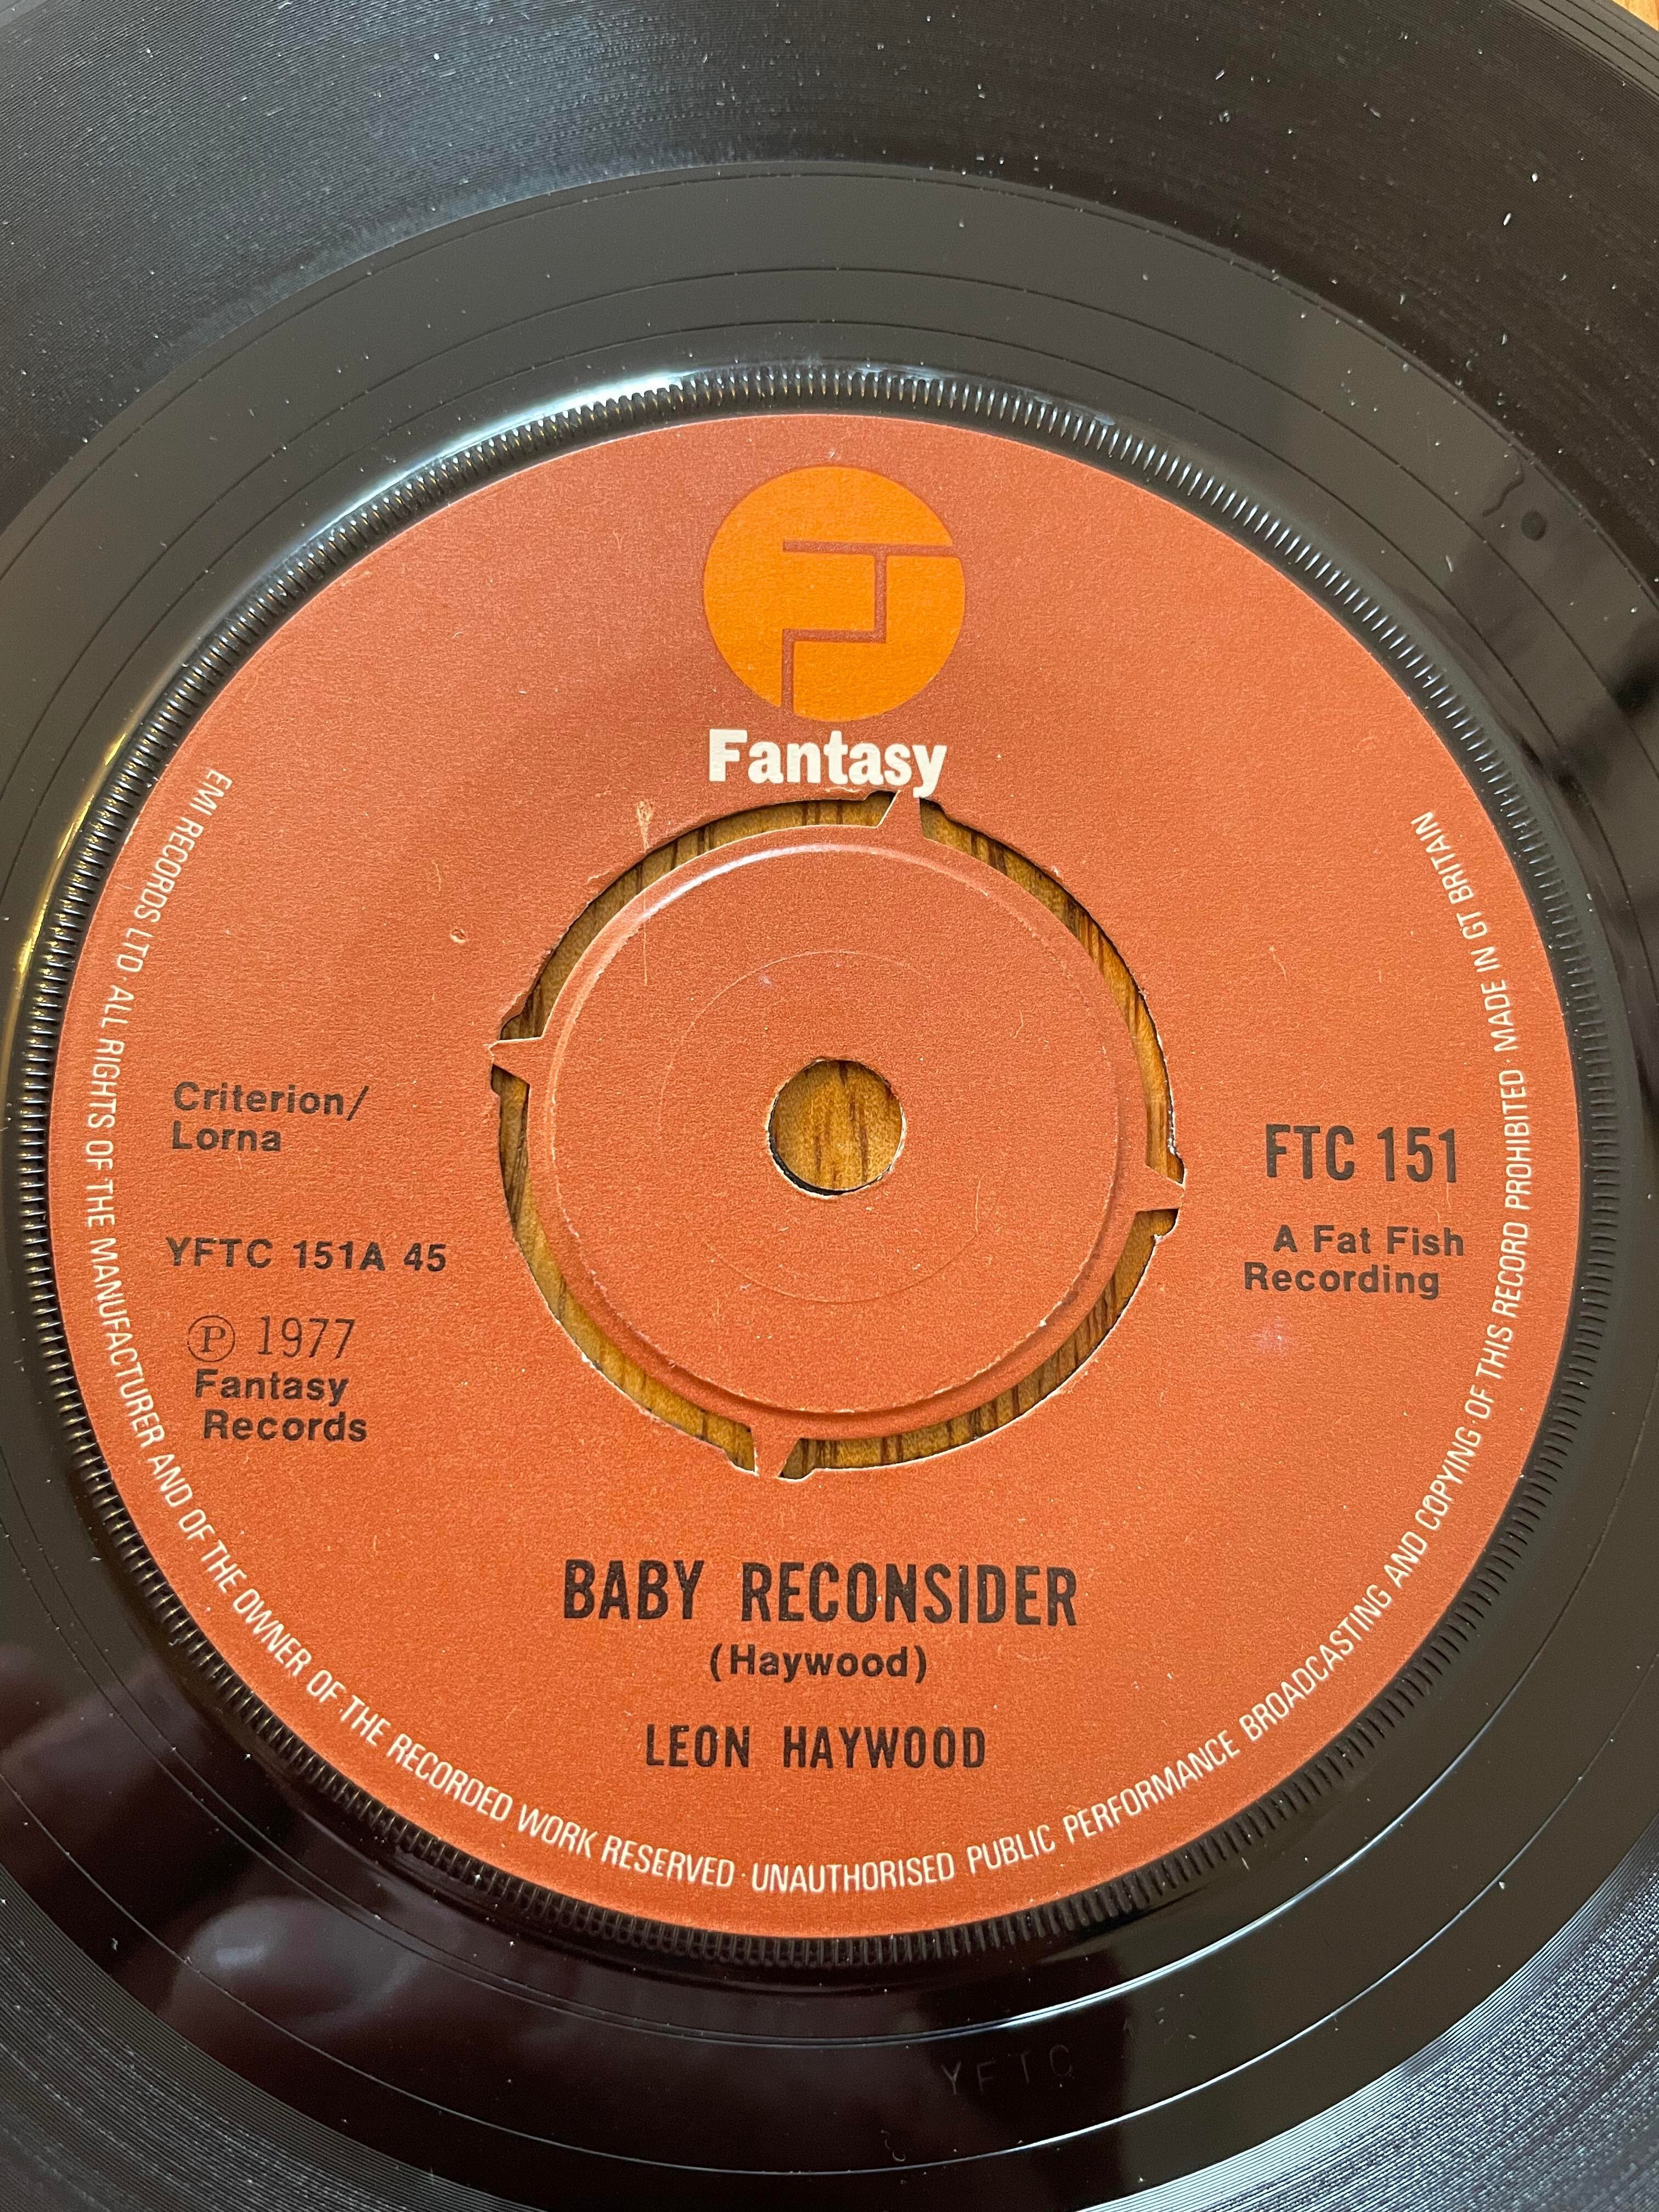 Fantasy
Criterion/
Lorna
YFTC 151A 45
Ⓟ 1977
Fantasy
Records
FTC 151
A Fat Fish
Recording
BABY RECONSIDER
(Haywood)
LEON HAYWOOD
EMI RECORDS LTD · ALL RIGHTS OF THE MANUFACTURER AND OF THE OWNER OF THE RECORDED WORK RESERVED · UNAUTHORISED PUBLIC PERFORMANCE BROADCASTING AND COPYING OF THIS RECORD PROHIBITED · MADE IN GT BRITAIN
YFTC